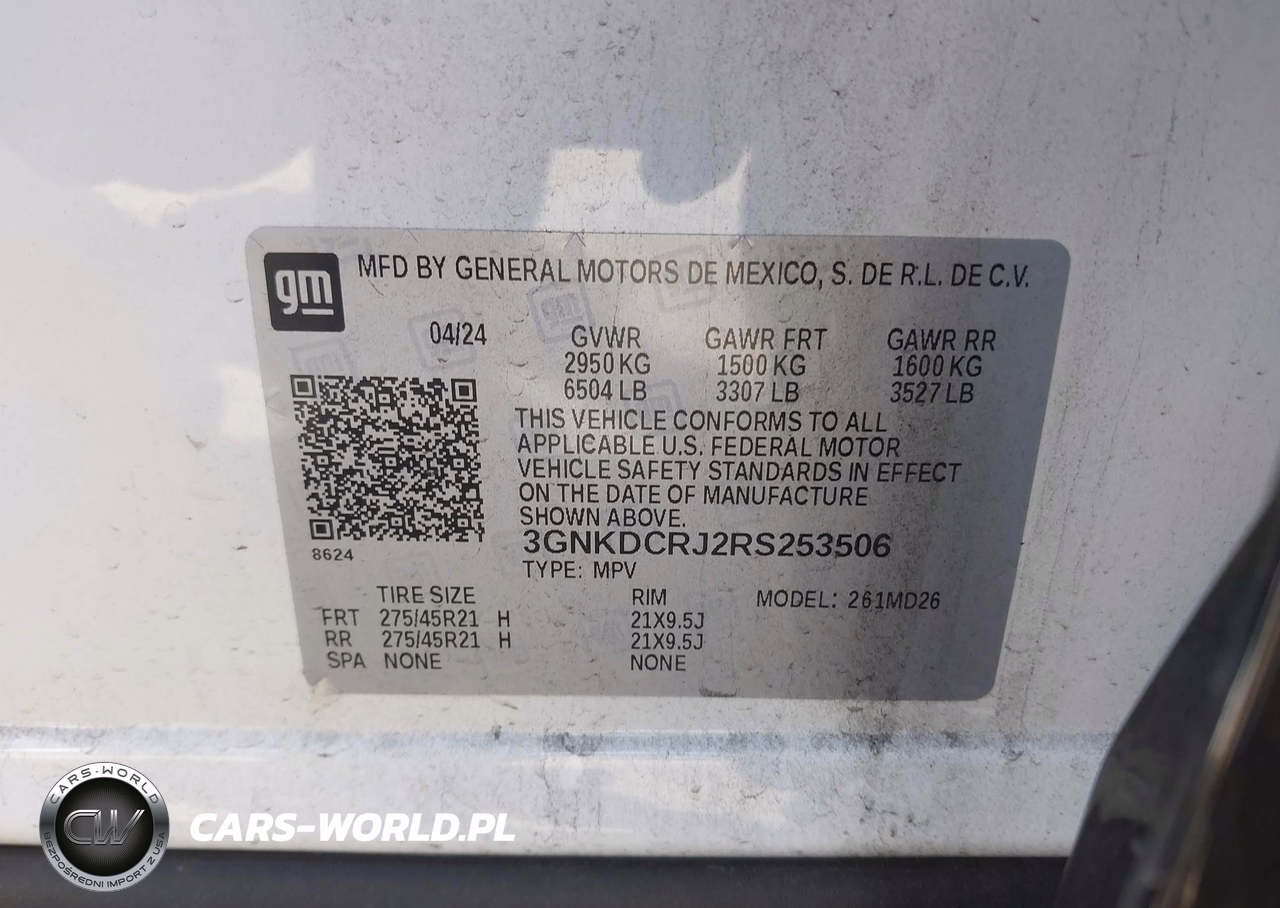 gm
MFD BY GENERAL MOTORS DE MEXICO, S. DE R.L. DE C.V.
04/24 GVWR GAWR FRT GAWR RR
2950 KG 1500 KG 1600 KG
6504 LB 3307 LB 3527 LB
THIS VEHICLE CONFORMS TO ALL
APPLICABLE U.S. FEDERAL MOTOR
VEHICLE SAFETY STANDARDS IN EFFECT
ON THE DATE OF MANUFACTURE
SHOWN ABOVE.
3GNKDCRJ2RS253506
8624
TYPE: MPV
TIRE SIZE RIM MODEL: 261MD26
FRT 275/45R21 H 21X9.5J
RR 275/45R21 H 21X9.5J
SPA NONE NONE
CARS-WORLD
CW
BEZPOŚREDNI IMPORT Z USA
CARS-WORLD.PL